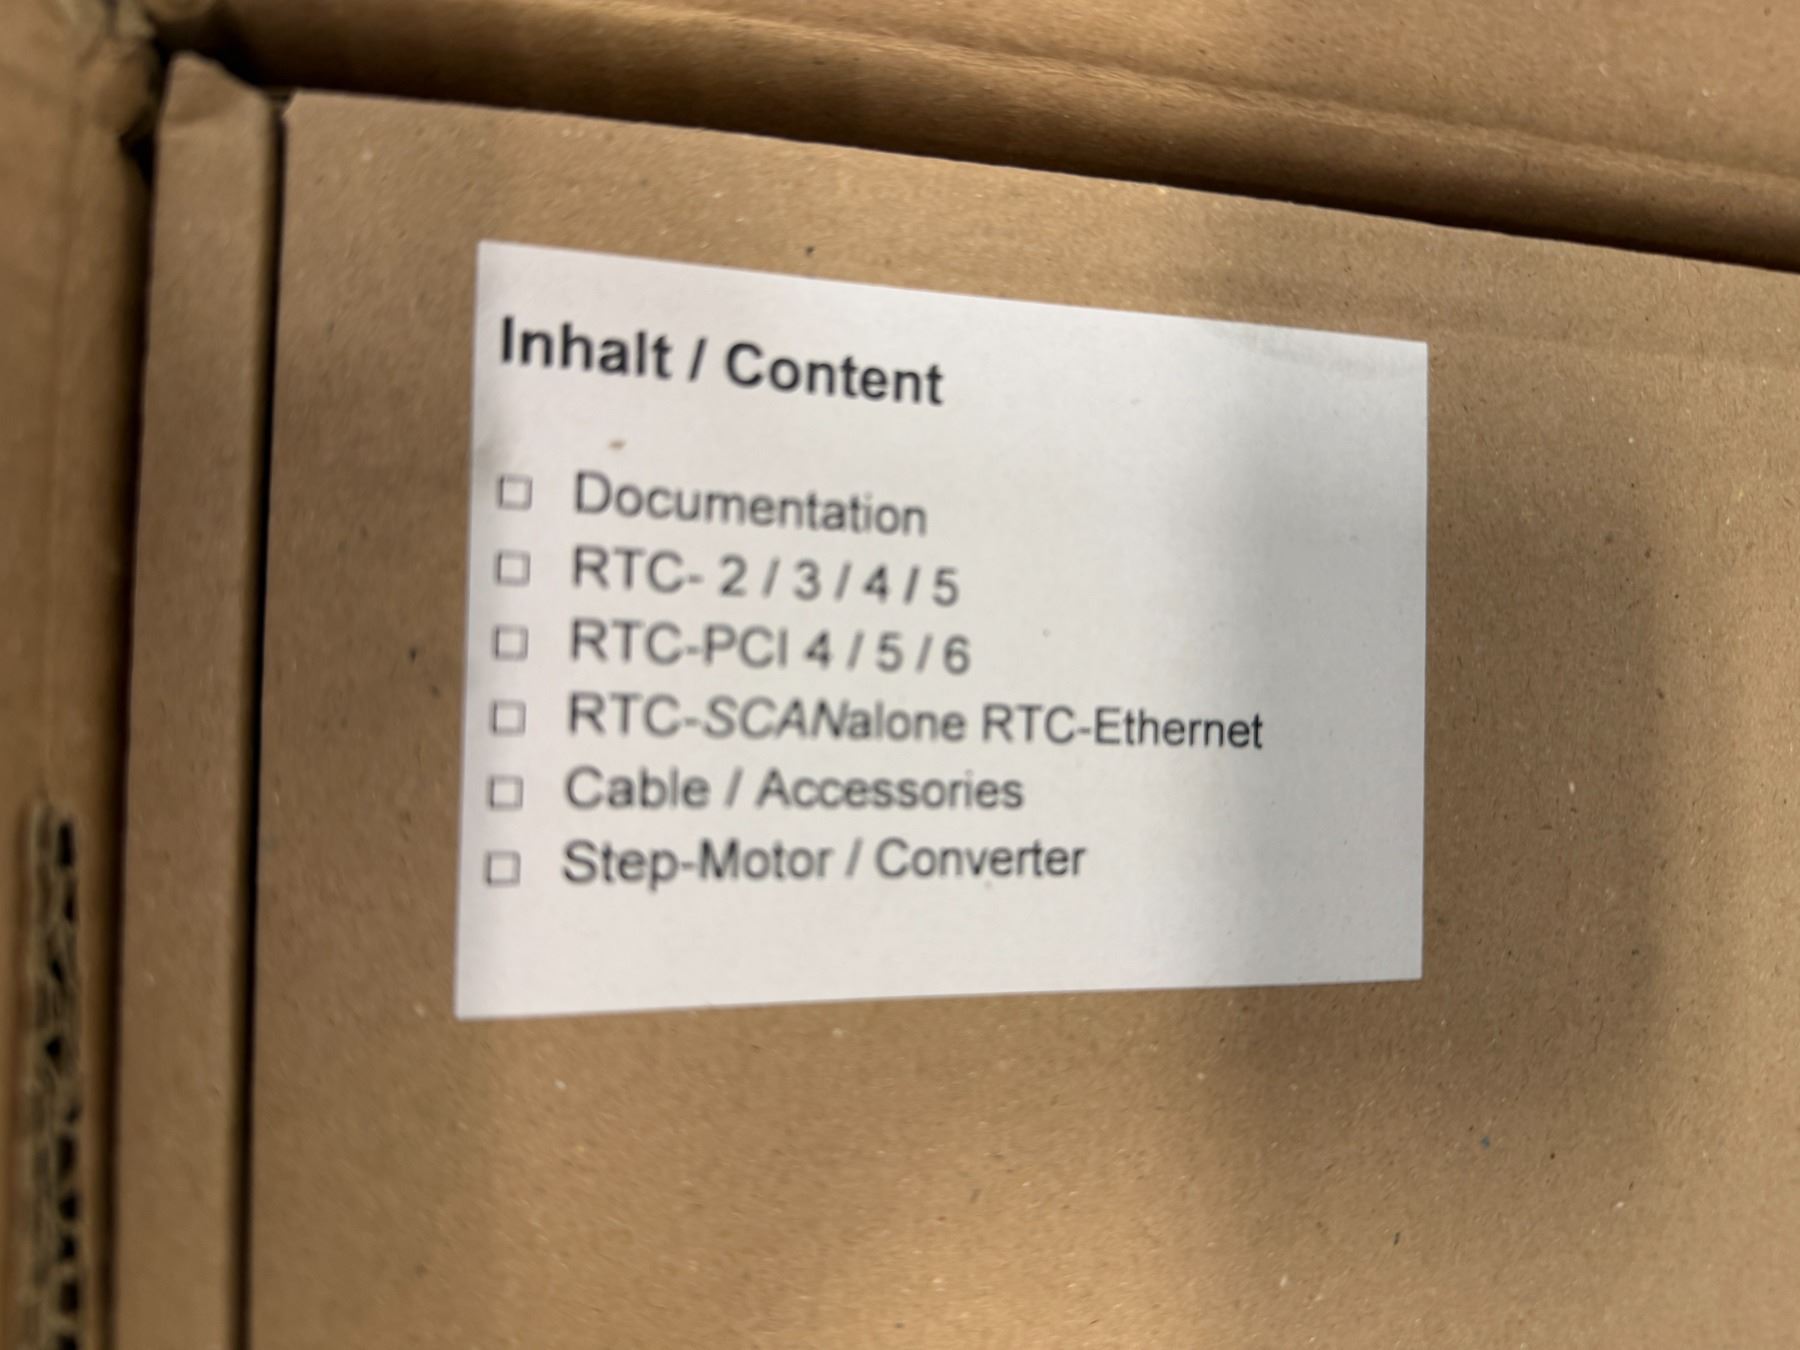 Inhalt / Content
☐ Documentation
☐ RTC- 2 / 3 / 4 / 5
☐ RTC-PCI 4 / 5 / 6
☐ RTC-SCANalone RTC-Ethernet
☐ Cable / Accessories
☐ Step-Motor / Converter